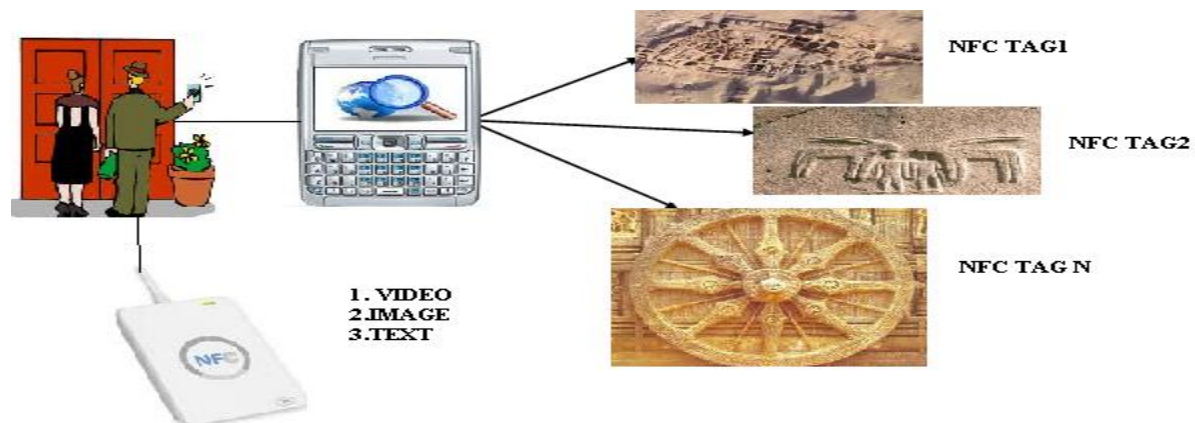 NFC TAG1
NFC TAG2
NFC TAG N
1. VIDEO
2.IMAGE
3.TEXT
NFC